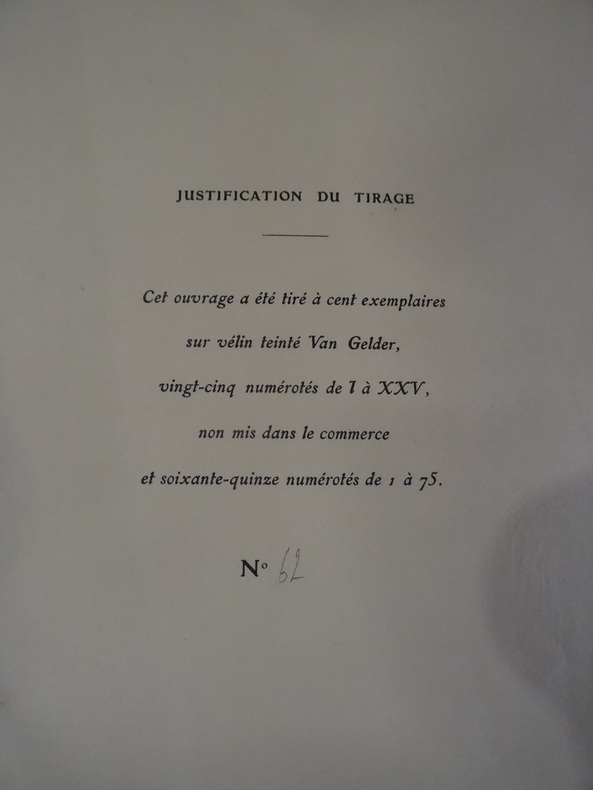 JUSTIFICATION DU TIRAGE
Cet ouvrage a été tiré à cent exemplaires
sur vélin teinté Van Gelder,
vingt-cinq numérotés de I à XXV,
non mis dans le commerce
et soixante-quinze numérotés de 1 à 75.
Nº 62